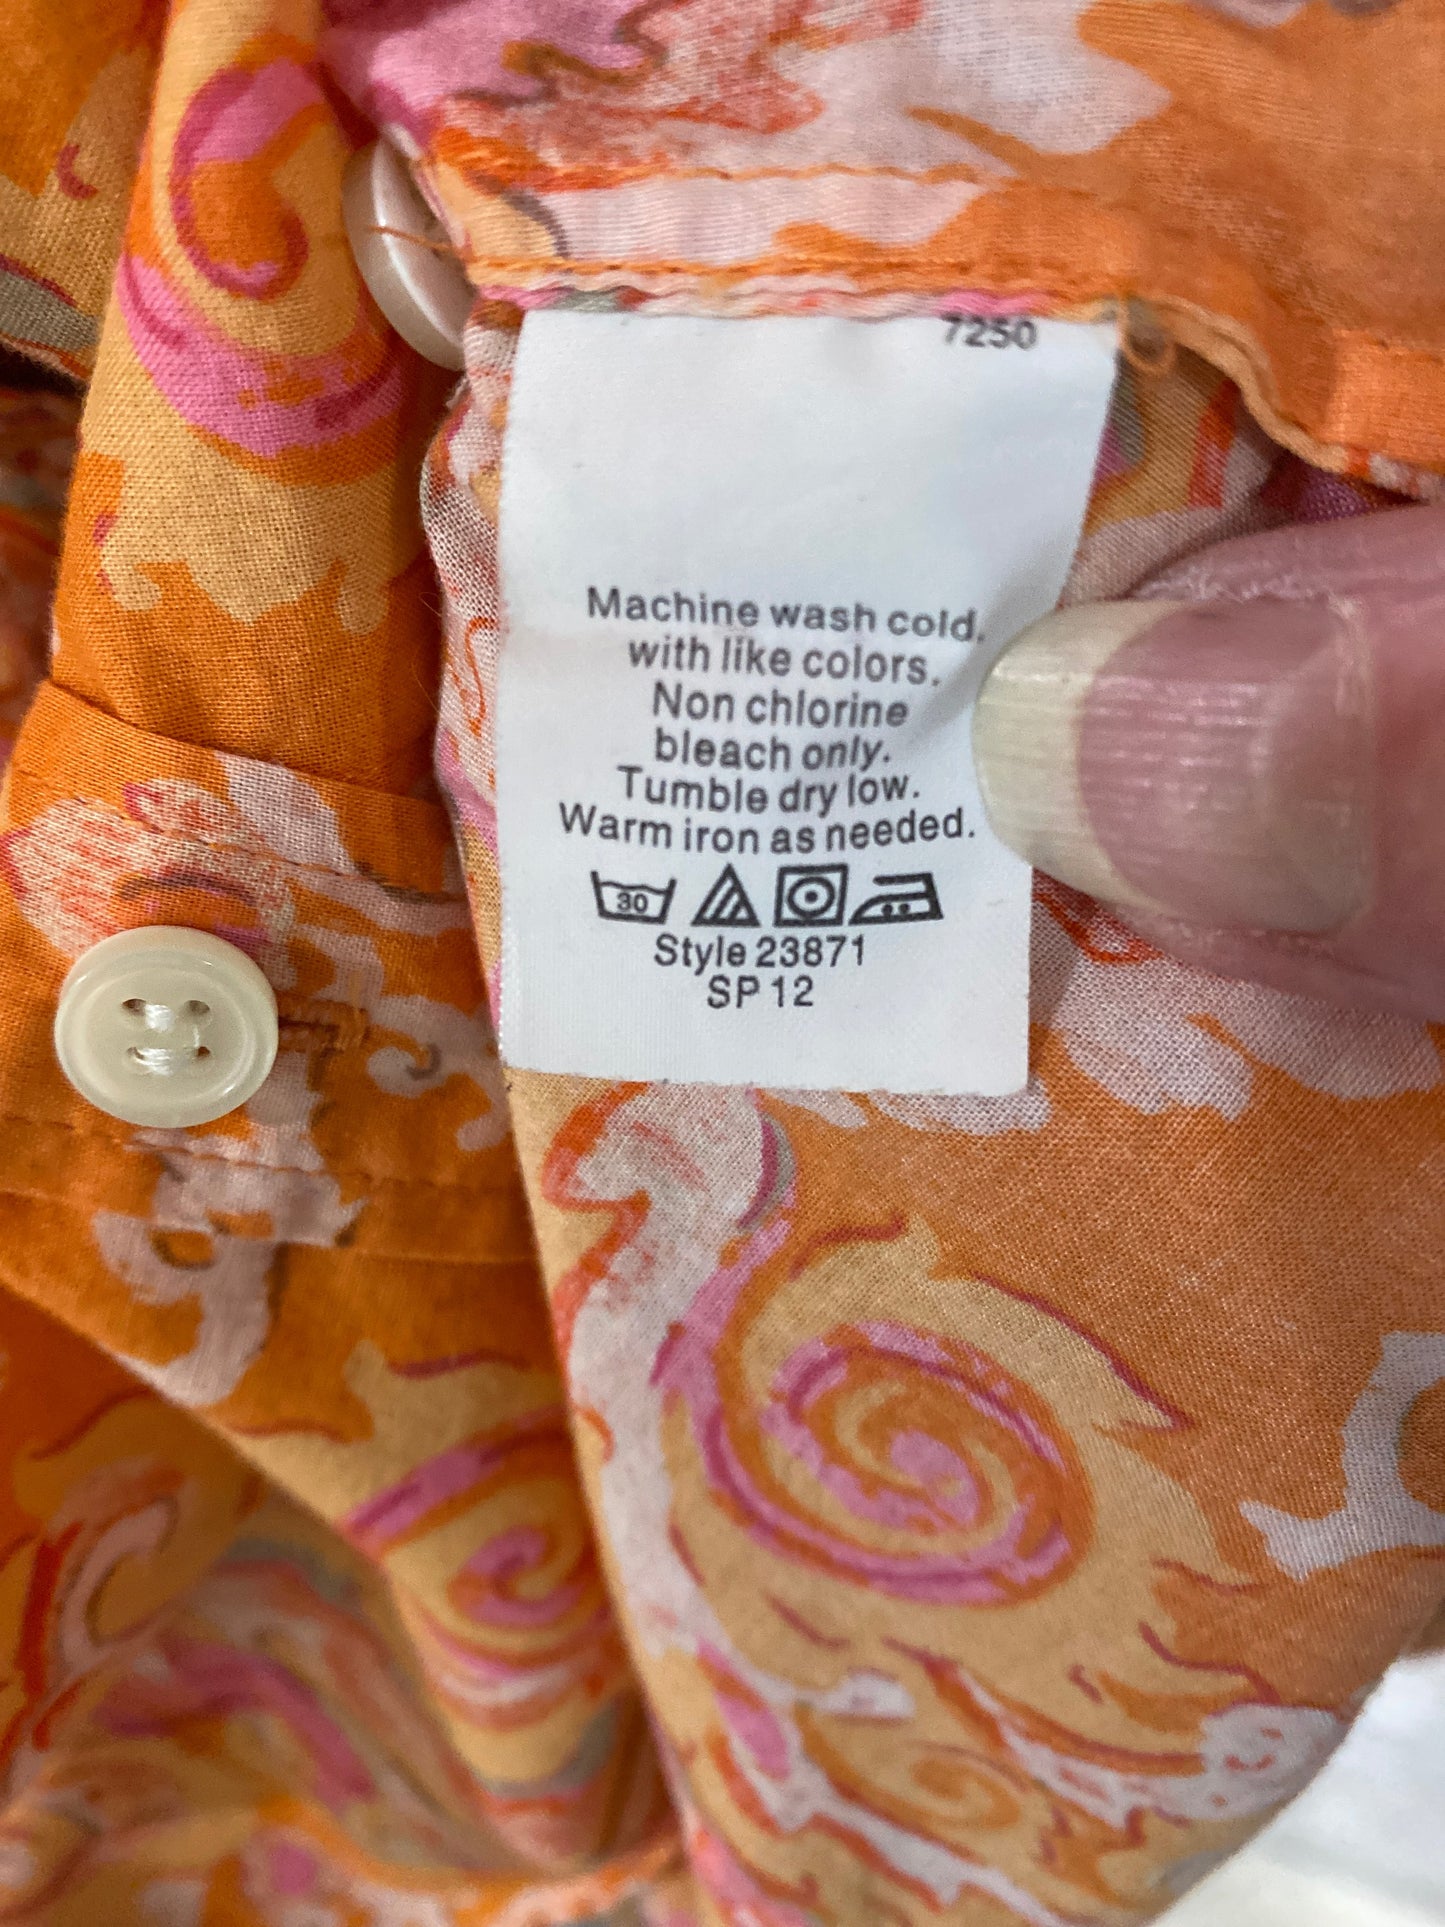 7250
Machine wash cold.
with like colors.
Non chlorine
bleach only.
Tumble dry low.
Warm iron as needed.
30
Style 23871
SP 12